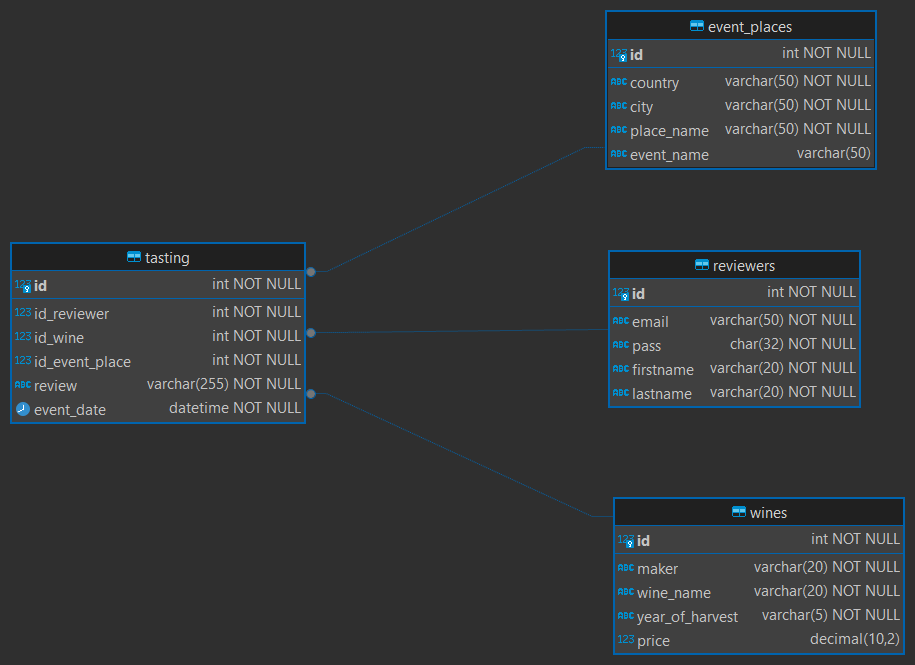 event_places
123 id int NOT NULL
ABC country varchar(50) NOT NULL
ABC city varchar(50) NOT NULL
ABC place_name varchar(50) NOT NULL
ABC event_name varchar(50)
tasting
123 id int NOT NULL
123 id_reviewer int NOT NULL
123 id_wine int NOT NULL
123 id_event_place int NOT NULL
ABC review varchar(255) NOT NULL
event_date datetime NOT NULL
reviewers
123 id int NOT NULL
ABC email varchar(50) NOT NULL
ABC pass char(32) NOT NULL
ABC firstname varchar(20) NOT NULL
ABC lastname varchar(20) NOT NULL
wines
123 id int NOT NULL
ABC maker varchar(20) NOT NULL
ABC wine_name varchar(20) NOT NULL
ABC year_of_harvest varchar(5) NOT NULL
123 price decimal(10,2)